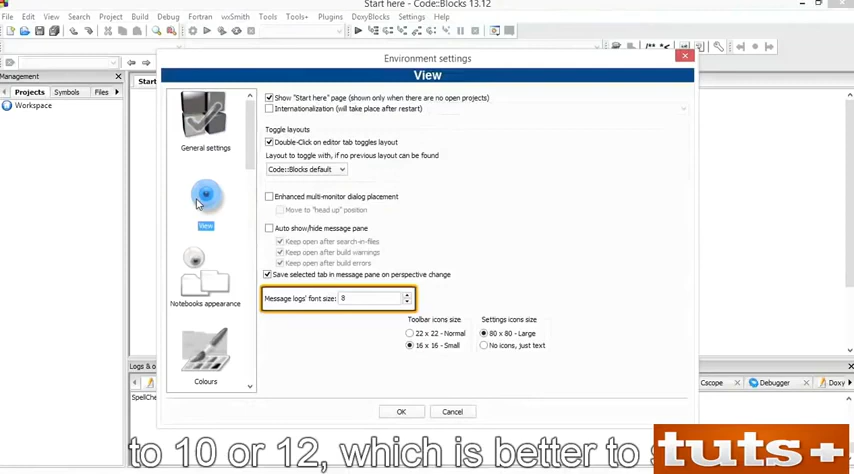 Start here - Code::Blocks 13.12
File Edit View Search Project Build Debug Fortran wxSmith Tools Tools+ Plugins DoxyBlocks Settings Help
Management
Projects Symbols Files
Workspace
Start
Environment settings
View
General settings
View
Notebooks appearance
Colours
Show "Start here" page (shown only when there are no open projects)
Internationalization (will take place after restart)
Toggle layouts
Double-Click on editor tab toggles layout
Layout to toggle with, if no previous layout can be found
Code::Blocks default
Enhanced multi-monitor dialog placement
Move to "head up" position
Auto show/hide message pane
Keep open after search-in-files
Keep open after build warnings
Keep open after build errors
Save selected tab in message pane on perspective change
Message logs' font size: 8
Toolbar icons size
22 x 22 - Normal
16 x 16 - Small
Settings icons size
80 x 80 - Large
No icons, just text
OK Cancel
Logs & o
SpellChe
Cscope Debugger Doxy
to 10 or 12, which is better to s
tuts+